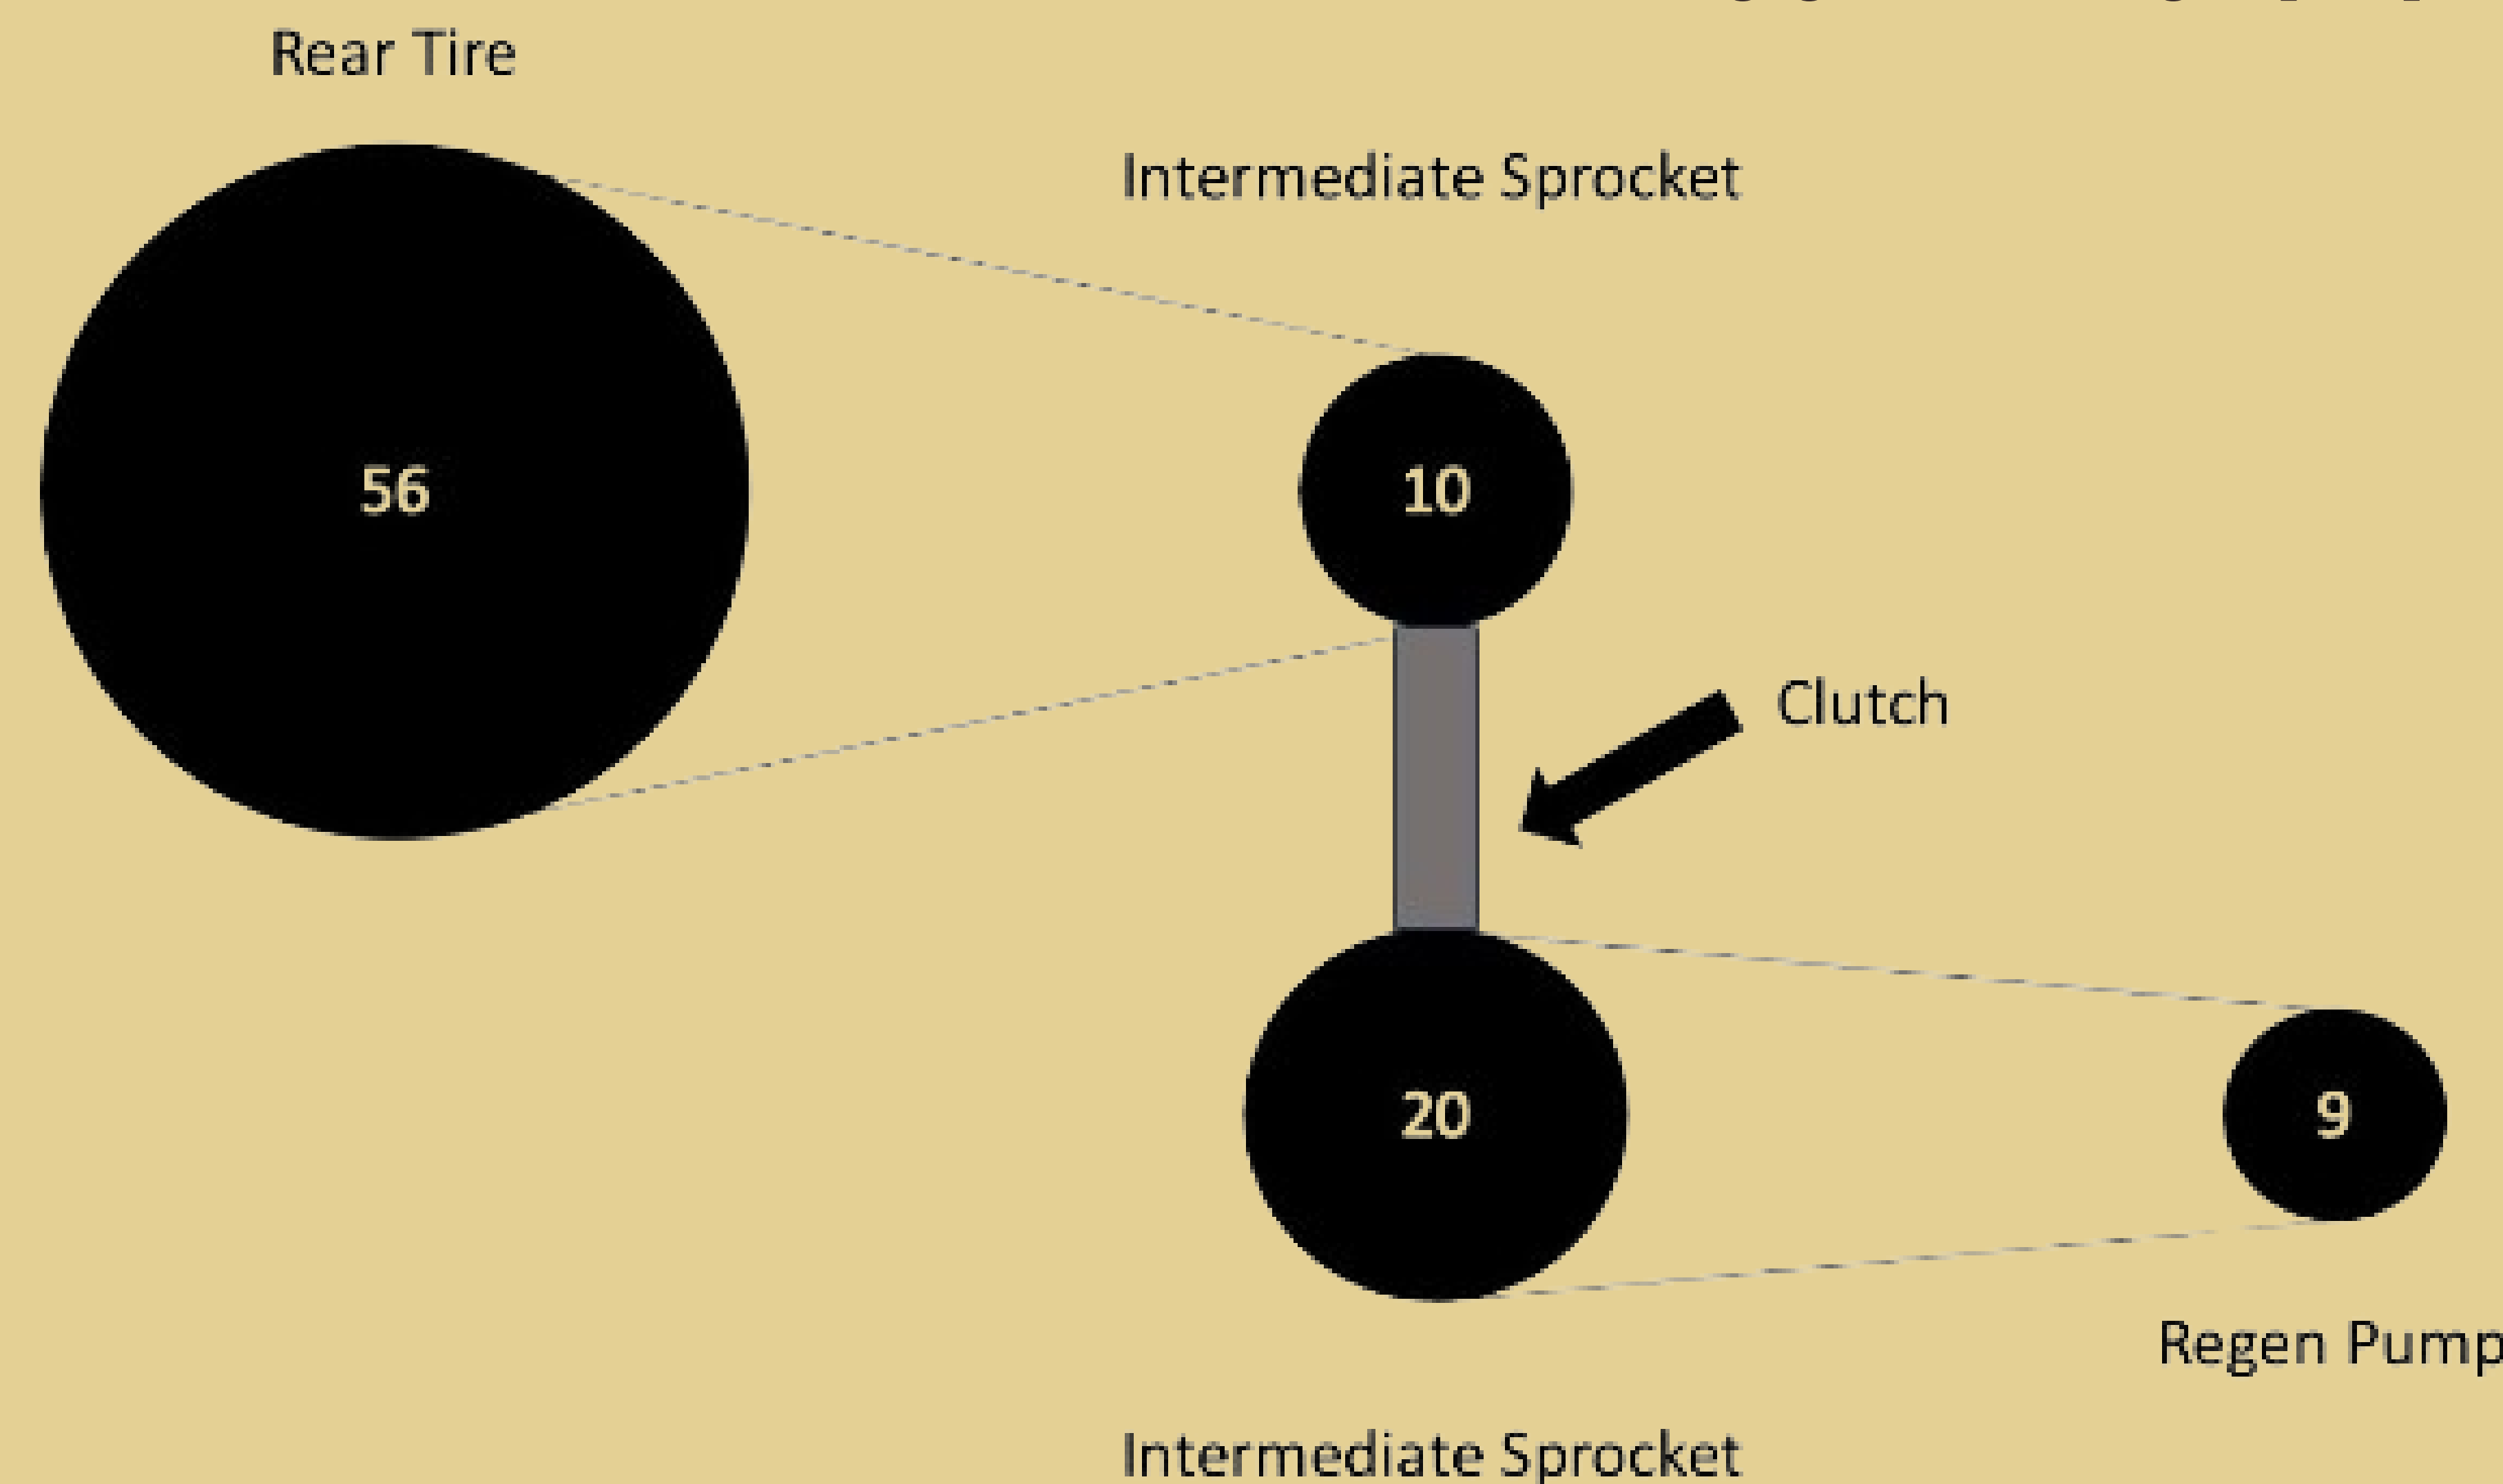 Rear Tire
Intermediate Sprocket
56
10
Clutch
20
9
Regen Pump
Intermediate Sprocket